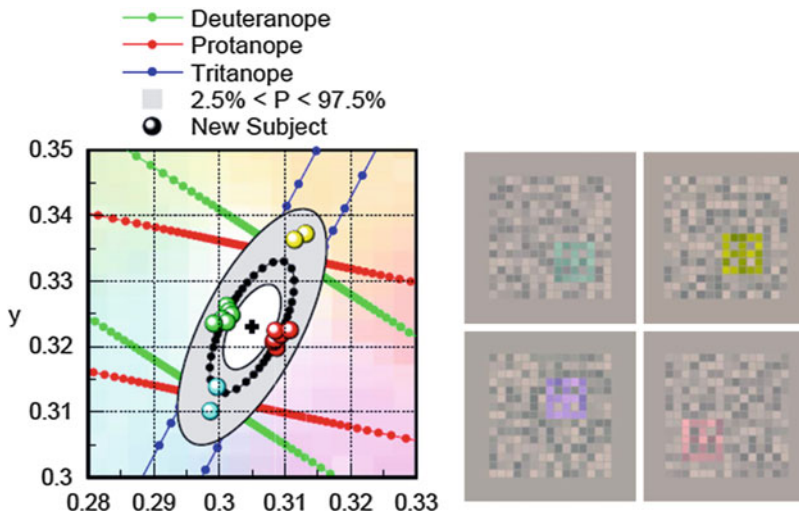 Deuteranope
Protanope
Tritanope
2.5% < P < 97.5%
New Subject
0.35
0.34
0.33
y
0.32
0.31
0.3
0.28 0.29 0.3 0.31 0.32 0.33